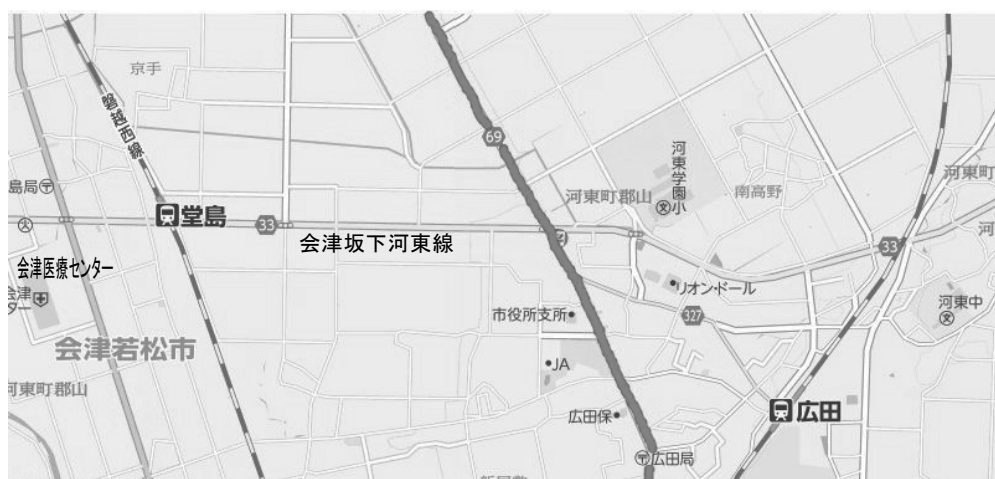 京手
磐越西線
69
河東学園小
河東町郡山
南高野
河東町
島局
堂島
33
会津坂下河東線
33
河
会津医療センター
会津
ター
リオン・ドール
市役所支所
327
河東中
会津若松市
JA
河東町郡山
広田保
広田
広田局